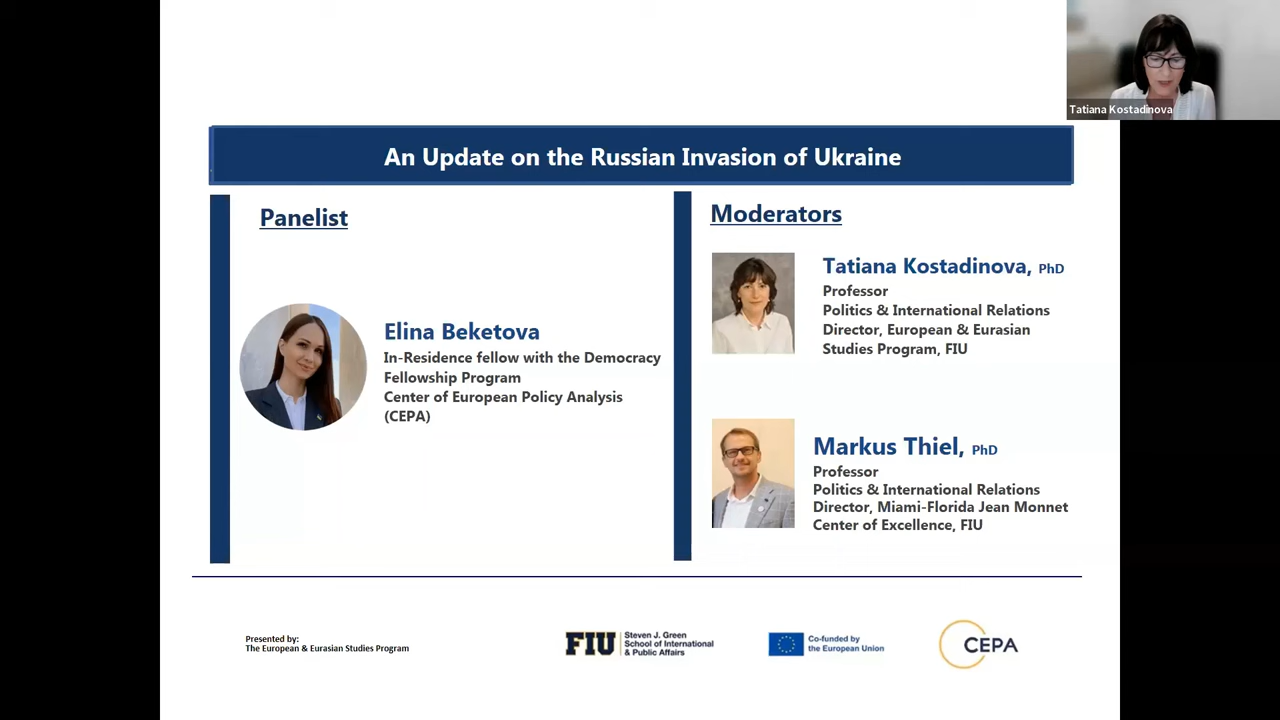 Tatiana Kostadinova
An Update on the Russian Invasion of Ukraine
Panelist
Elina Beketova
In-Residence fellow with the Democracy
Fellowship Program
Center of European Policy Analysis
(CEPA)
Moderators
Tatiana Kostadinova, PhD
Professor
Politics & International Relations
Director, European & Eurasian
Studies Program, FIU
Markus Thiel, PhD
Professor
Politics & International Relations
Director, Miami-Florida Jean Monnet
Center of Excellence, FIU
Presented by:
The European & Eurasian Studies Program
FIU
Steven J. Green
School of International
& Public Affairs
Co-funded by
the European Union
CEPA